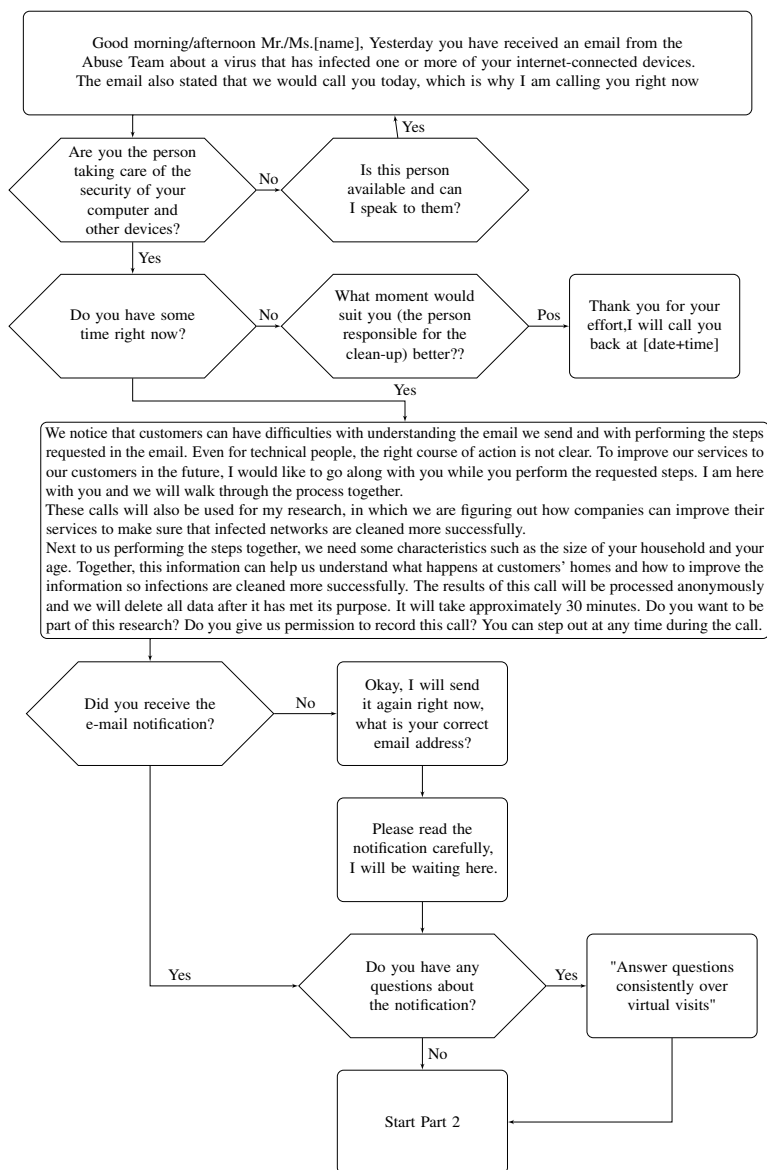 Good morning/afternoon Mr./Ms.[name], Yesterday you have received an email from the
Abuse Team about a virus that has infected one or more of your internet-connected devices.
The email also stated that we would call you today, which is why I am calling you right now
Yes
Are you the person
taking care of the
security of your
computer and
other devices?
No
Is this person
available and can
I speak to them?
Yes
Do you have some
time right now?
No
What moment would
suit you (the person
responsible for the
clean-up) better??
Pos
Thank you for your
effort,I will call you
back at [date+time]
Yes
We notice that customers can have difficulties with understanding the email we send and with performing the steps
requested in the email. Even for technical people, the right course of action is not clear. To improve our services to
our customers in the future, I would like to go along with you while you perform the requested steps. I am here
with you and we will walk through the process together.
These calls will also be used for my research, in which we are figuring out how companies can improve their
services to make sure that infected networks are cleaned more successfully.
Next to us performing the steps together, we need some characteristics such as the size of your household and your
age. Together, this information can help us understand what happens at customers' homes and how to improve the
information so infections are cleaned more successfully. The results of this call will be processed anonymously
and we will delete all data after it has met its purpose. It will take approximately 30 minutes. Do you want to be
part of this research? Do you give us permission to record this call? You can step out at any time during the call.
Did you receive the
e-mail notification?
No
Okay, I will send
it again right now,
what is your correct
email address?
Please read the
notification carefully,
I will be waiting here.
Yes
Do you have any
questions about
the notification?
Yes
"Answer questions
consistently over
virtual visits"
No
Start Part 2